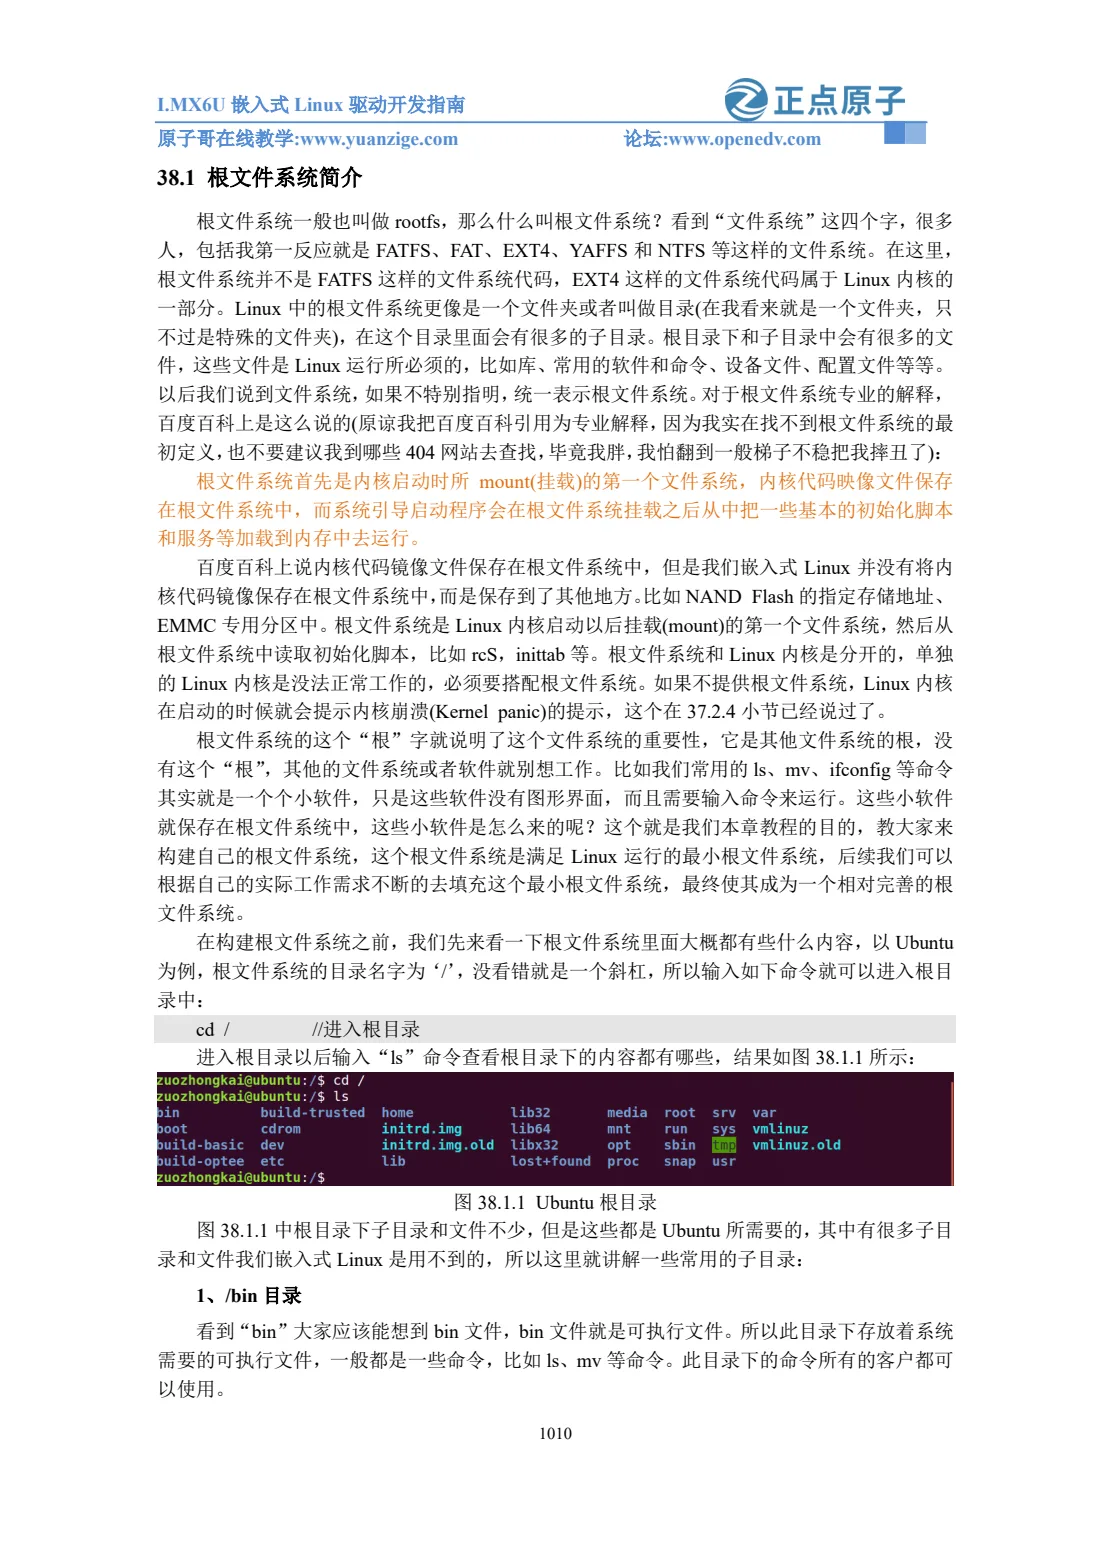 I.MX6U 嵌入式 Linux 驱动开发指南
正点原子
原子哥在线教学:www.yuanzige.com 论坛:www.openedv.com
38.1 根文件系统简介
根文件系统一般也叫做 rootfs，那么什么叫根文件系统？看到“文件系统”这四个字，很多
人，包括我第一反应就是 FATFS、FAT、EXT4、YAFFS 和 NTFS 等这样的文件系统。在这里，
根文件系统并不是 FATFS 这样的文件系统代码，EXT4 这样的文件系统代码属于 Linux 内核的
一部分。Linux 中的根文件系统更像是一个文件夹或者叫做目录(在我看来就是一个文件夹，只
不过是特殊的文件夹)，在这个目录里面会有很多的子目录。根目录下和子目录中会有很多的文
件，这些文件是 Linux 运行所必须的，比如库、常用的软件和命令、设备文件、配置文件等等。
以后我们说到文件系统，如果不特别指明，统一表示根文件系统。对于根文件系统专业的解释，
百度百科上是这么说的(原谅我把百度百科引用为专业解释，因为我实在找不到根文件系统的最
初定义，也不要建议我到哪些 404 网站去查找，毕竟我胖，我怕翻到一般梯子不稳把我摔丑了)：
根文件系统首先是内核启动时所 mount(挂载)的第一个文件系统，内核代码映像文件保存
在根文件系统中，而系统引导启动程序会在根文件系统挂载之后从中把一些基本的初始化脚本
和服务等加载到内存中去运行。
百度百科上说内核代码镜像文件保存在根文件系统中，但是我们嵌入式 Linux 并没有将内
核代码镜像保存在根文件系统中，而是保存到了其他地方。比如 NAND Flash 的指定存储地址、
EMMC 专用分区中。根文件系统是 Linux 内核启动以后挂载(mount)的第一个文件系统，然后从
根文件系统中读取初始化脚本，比如 rcS，inittab 等。根文件系统和 Linux 内核是分开的，单独
的 Linux 内核是没法正常工作的，必须要搭配根文件系统。如果不提供根文件系统，Linux 内核
在启动的时候就会提示内核崩溃(Kernel panic)的提示，这个在 37.2.4 小节已经说过了。
根文件系统的这个“根”字就说明了这个文件系统的重要性，它是其他文件系统的根，没
有这个“根”，其他的文件系统或者软件就别想工作。比如我们常用的 ls、mv、ifconfig 等命令
其实就是一个个小软件，只是这些软件没有图形界面，而且需要输入命令来运行。这些小软件
就保存在根文件系统中，这些小软件是怎么来的呢？这个就是我们本章教程的目的，教大家来
构建自己的根文件系统，这个根文件系统是满足 Linux 运行的最小根文件系统，后续我们可以
根据自己的实际工作需求不断的去填充这个最小根文件系统，最终使其成为一个相对完善的根
文件系统。
在构建根文件系统之前，我们先来看一下根文件系统里面大概都有些什么内容，以 Ubuntu
为例，根文件系统的目录名字为‘/’，没看错就是一个斜杠，所以输入如下命令就可以进入根目
录中：
cd / //进入根目录
进入根目录以后输入“ls”命令查看根目录下的内容都有哪些，结果如图 38.1.1 所示：
zuozhongkai@ubuntu:/$ cd /
zuozhongkai@ubuntu:/$ ls
bin build-trusted home lib32 media root srv var
boot cdrom initrd.img lib64 mnt run sys vmlinuz
build-basic dev initrd.img.old libx32 opt sbin tmp vmlinuz.old
build-optee etc lib lost+found proc snap usr
zuozhongkai@ubuntu:/$
图 38.1.1 Ubuntu 根目录
图 38.1.1 中根目录下子目录和文件不少，但是这些都是 Ubuntu 所需要的，其中有很多子目
录和文件我们嵌入式 Linux 是用不到的，所以这里就讲解一些常用的子目录：
1、/bin 目录
看到“bin”大家应该能想到 bin 文件，bin 文件就是可执行文件。所以此目录下存放着系统
需要的可执行文件，一般都是一些命令，比如 ls、mv 等命令。此目录下的命令所有的客户都可
以使用。
1010